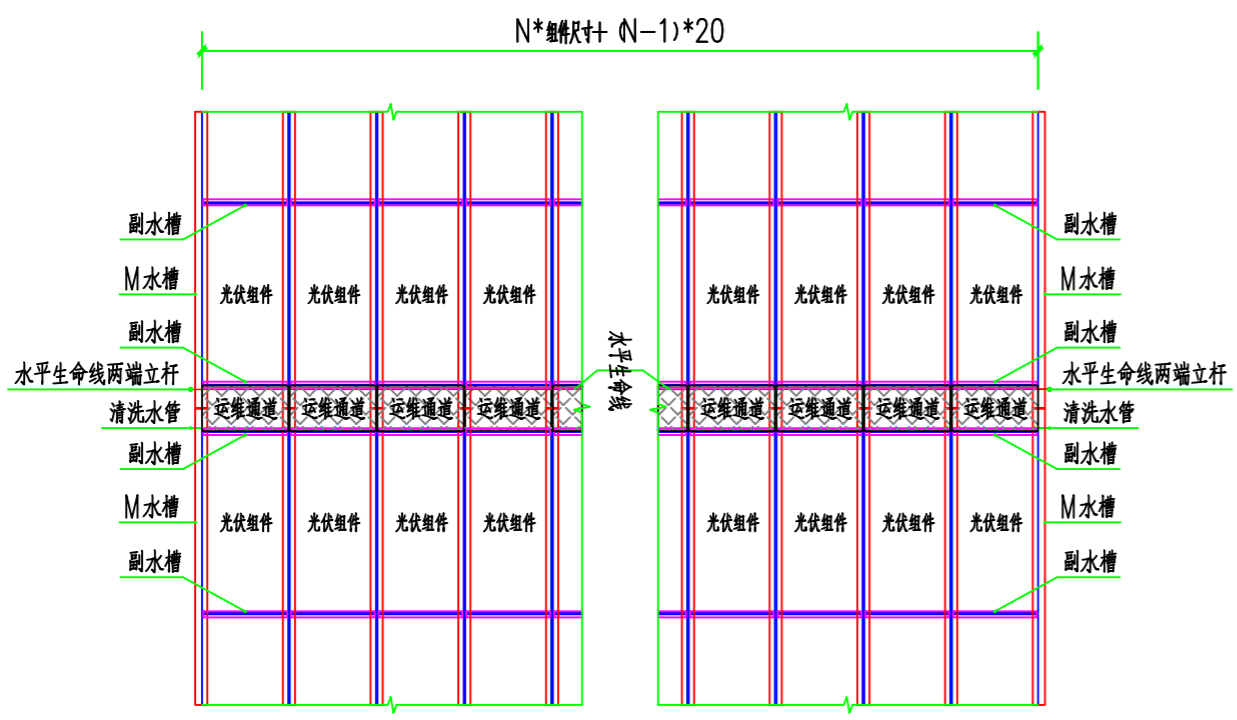 N*组件尺寸+(N-1)*20
副水槽 副水槽
M水槽 M水槽
光伏组件 光伏组件 光伏组件 光伏组件 光伏组件 光伏组件 光伏组件 光伏组件
副水槽 副水槽
水平生命线
水平生命线两端立杆 水平生命线两端立杆
运维通道 运维通道 运维通道 运维通道 运维通道 运维通道 运维通道 运维通道
清洗水管 清洗水管
副水槽 副水槽
M水槽 M水槽
光伏组件 光伏组件 光伏组件 光伏组件 光伏组件 光伏组件 光伏组件 光伏组件
副水槽 副水槽